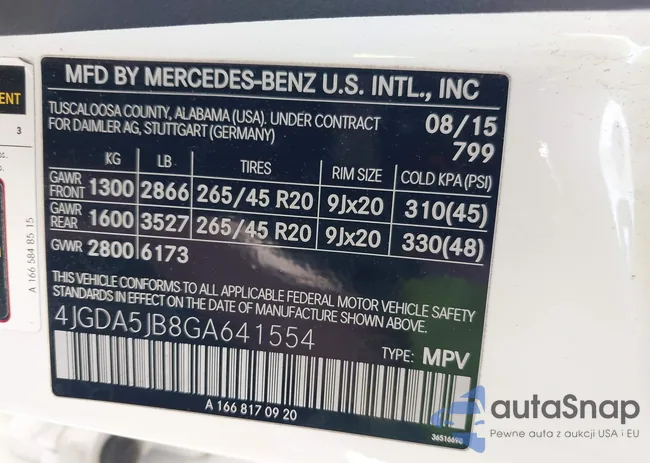 MFD BY MERCEDES-BENZ U.S. INTL., INC
TUSCALOOSA COUNTY, ALABAMA (USA). UNDER CONTRACT
FOR DAIMLER AG, STUTTGART (GERMANY)
08/15
799
KG LB TIRES RIM SIZE COLD KPA (PSI)
GAWR FRONT 1300 2866 265/45 R20 9Jx20 310(45)
GAWR REAR 1600 3527 265/45 R20 9Jx20 330(48)
GVWR 2800 6173
THIS VEHICLE CONFORMS TO ALL APPLICABLE FEDERAL MOTOR VEHICLE SAFETY
STANDARDS IN EFFECT ON THE DATE OF MANUFACTURE SHOWN ABOVE.
4JGDA5JB8GA641554
TYPE: MPV
A 166 817 09 20
ENT
3
A 166 584 85 15
autaSnap
Pewne auta z aukcji USA i EU